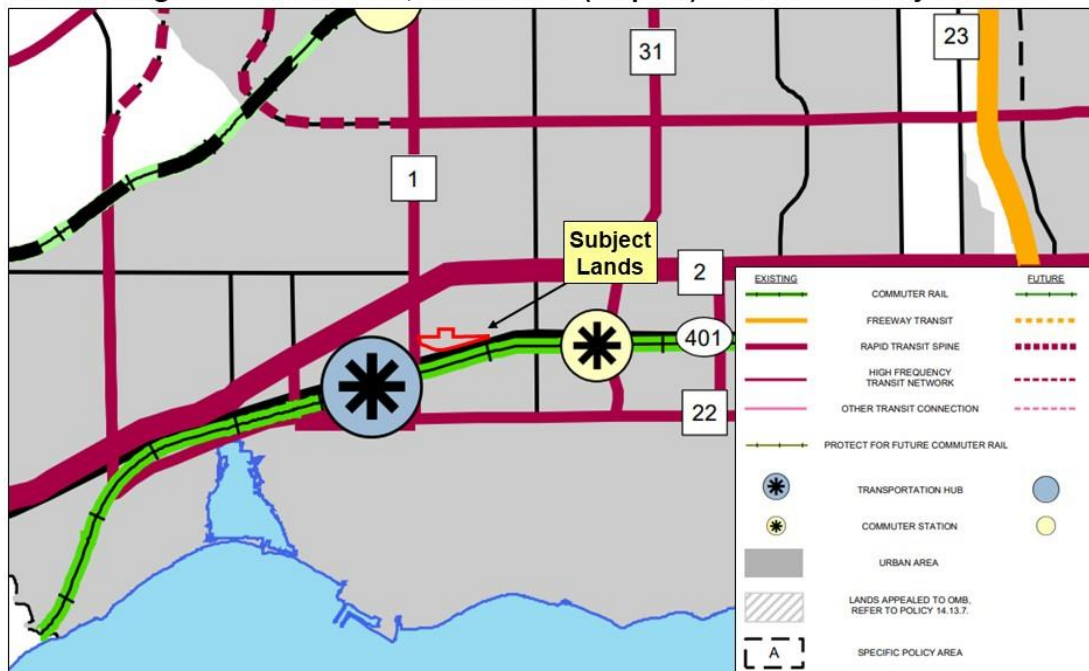 31
23
1
Subject
Lands
2
401
22
EXISTING FUTURE
COMMUTER RAIL
FREEWAY TRANSIT
RAPID TRANSIT SPINE
HIGH FREQUENCY
TRANSIT NETWORK
OTHER TRANSIT CONNECTION
PROTECT FOR FUTURE COMMUTER RAIL
TRANSPORTATION HUB
COMMUTER STATION
URBAN AREA
LANDS APPEALED TO OMB,
REFER TO POLICY 14.13.7.
A SPECIFIC POLICY AREA